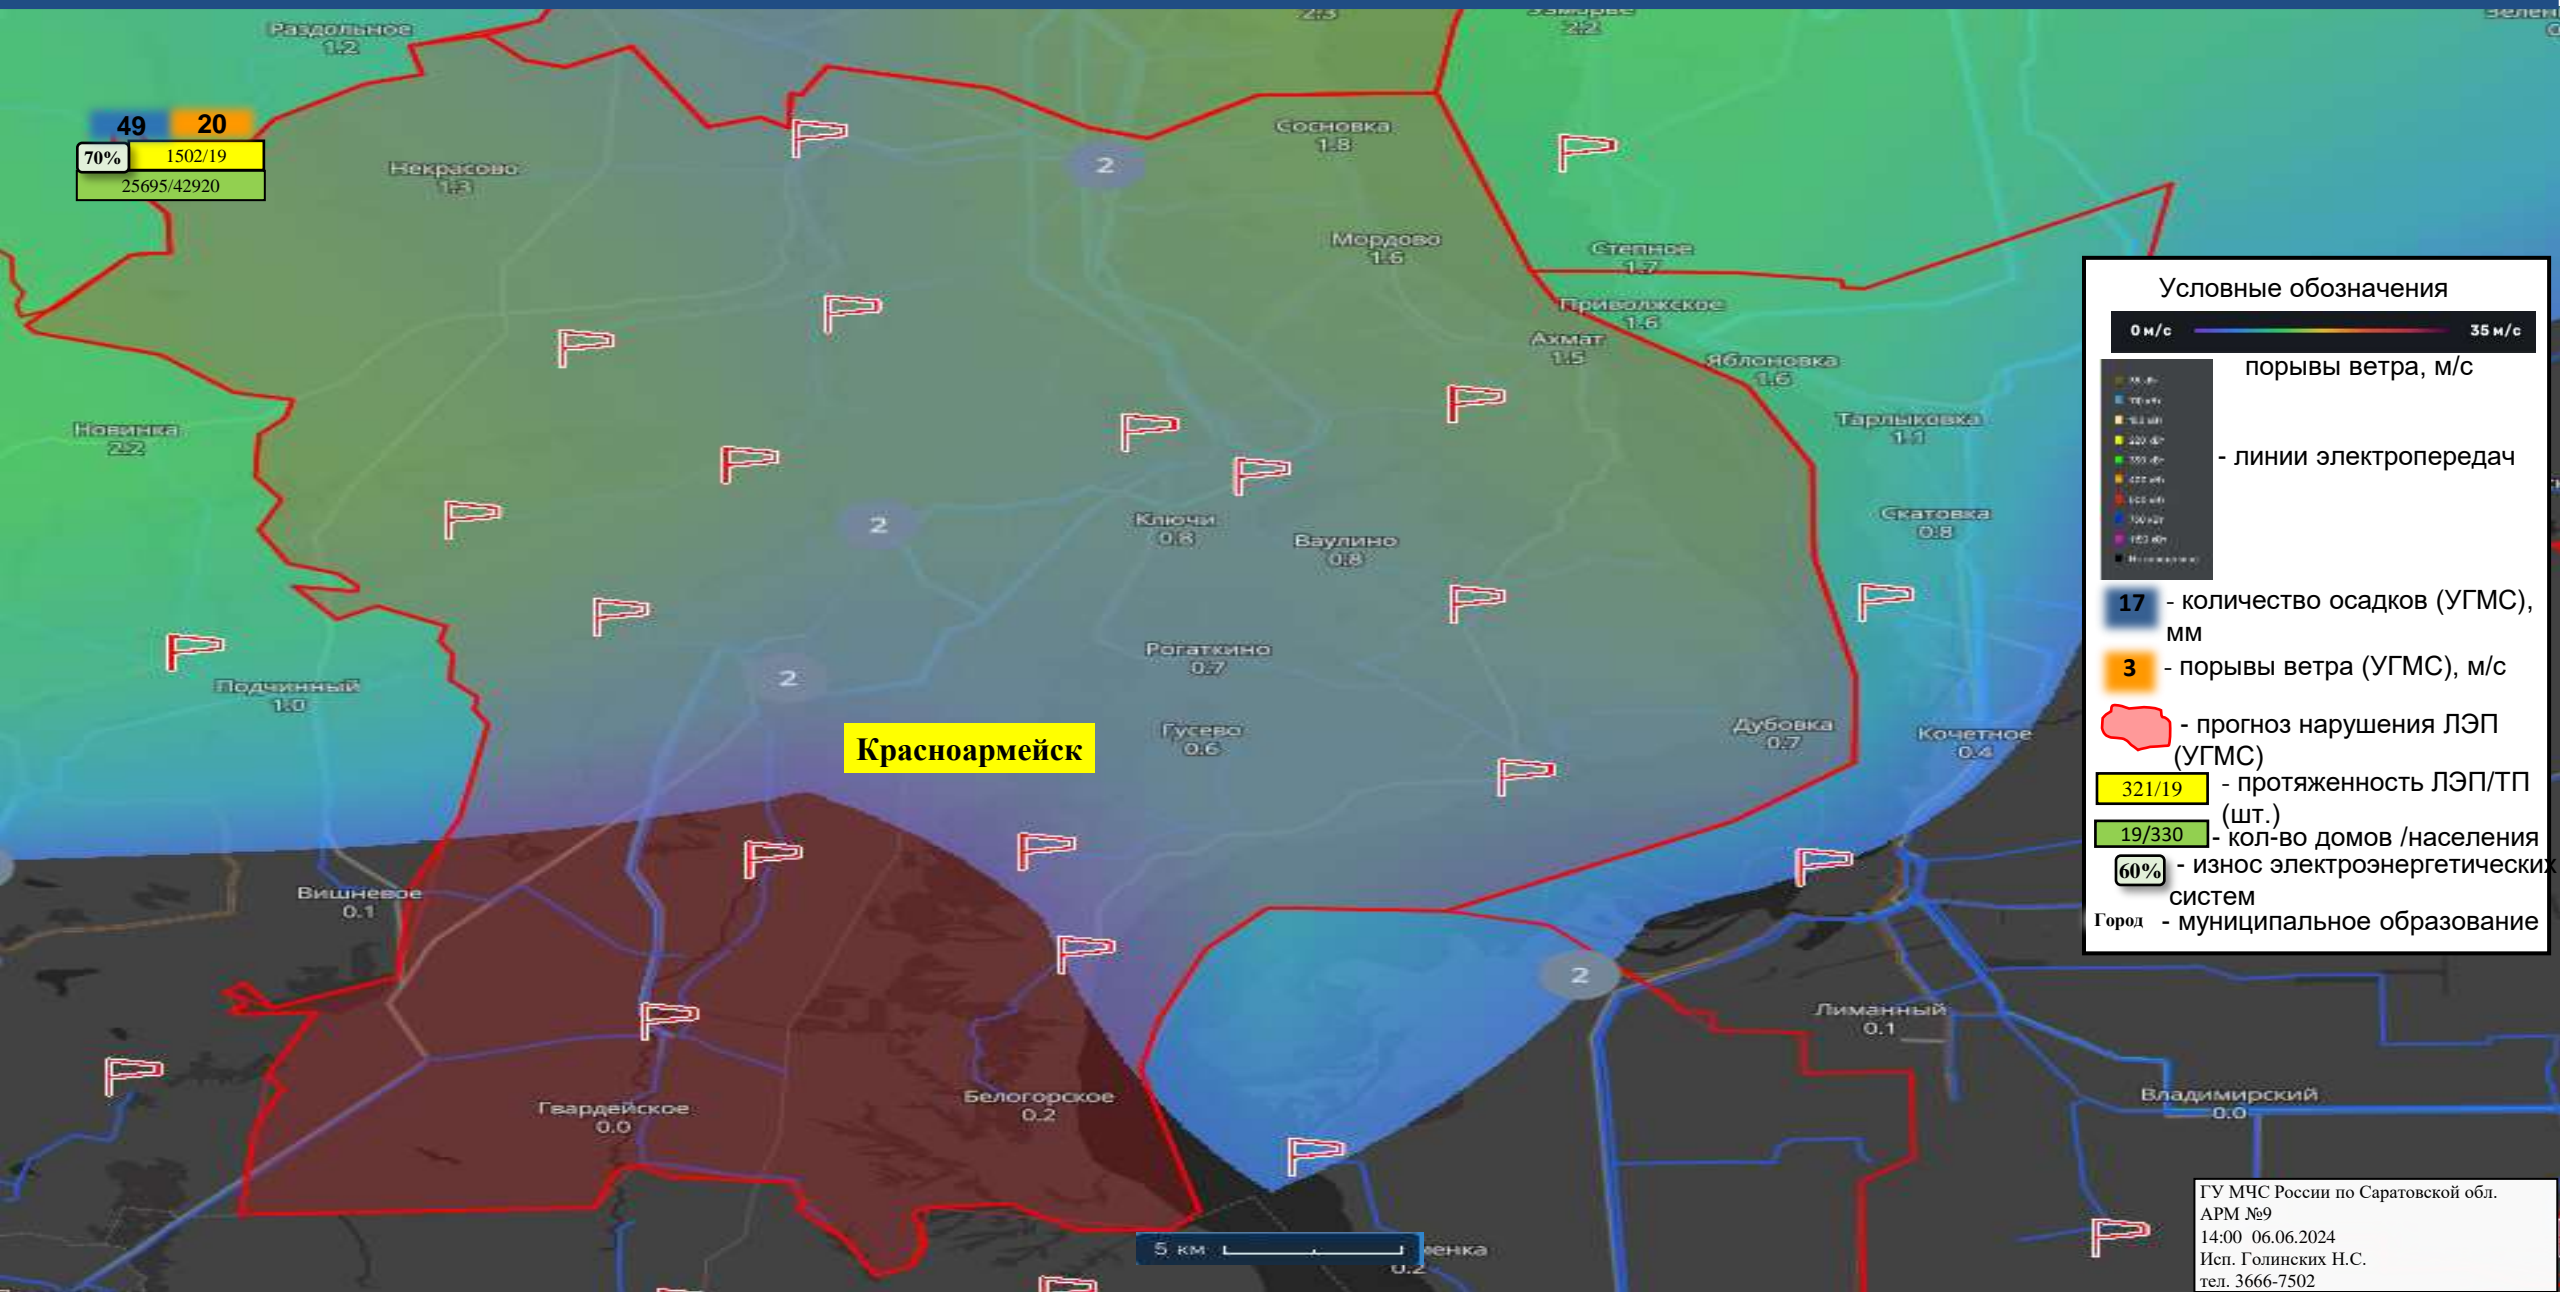 Раздольное
1.2
2.3
2.2
49
20
70%
1502/19
25695/42920
Некрасово
1.3
2
Сосновка
1.8
Мордово
1.6
Степное
1.7
Приволжское
1.6
Ахмат
1.5
Яблоновка
1.6
Тарлыковка
1.1
Новинка
2.2
2
Ключи
0.8
Ваулино
0.8
Скатовка
0.8
Рогаткино
0.7
Подчинный
1.0
2
Красноармейск
Гусево
0.6
Дубовка
0.7
Кочетное
0.4
Вишневое
0.1
2
Лиманный
0.1
Гвардейское
0.0
Белогорское
0.2
Владимирский
0.0
5 км
енка
0.2
Условные обозначения
0 м/с
35 м/с
порывы ветра, м/с
- линии электропередач
17 - количество осадков (УГМС),
мм
3 - порывы ветра (УГМС), м/с
- прогноз нарушения ЛЭП
(УГМС)
321/19 - протяженность ЛЭП/ТП
(шт.)
19/330 - кол-во домов /населения
60% - износ электроэнергетических
систем
Город - муниципальное образование
ГУ МЧС России по Саратовской обл.
АРМ №9
14:00 06.06.2024
Исп. Голинских Н.С.
тел. 3666-7502